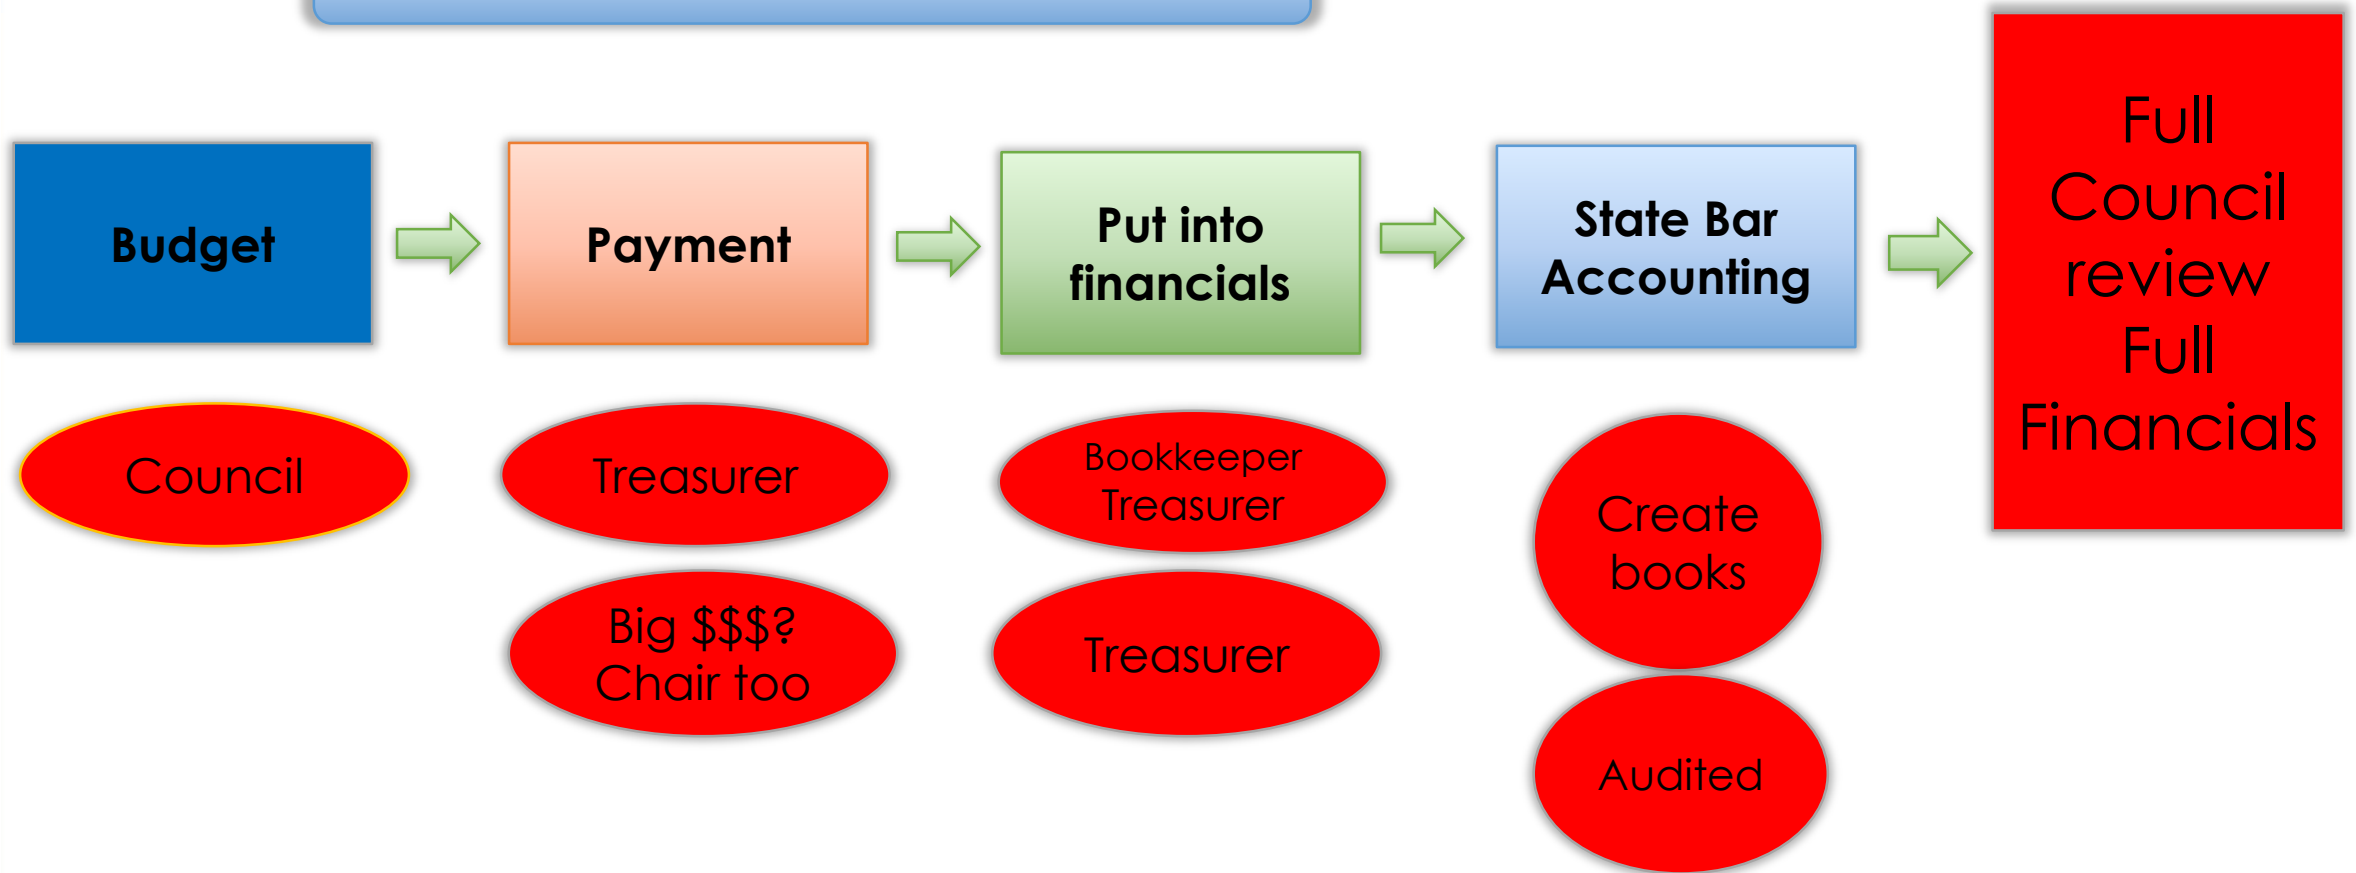 Budget
Payment
Put into
financials
State Bar
Accounting
Full
Council
review
Full
Financials
Council
Treasurer
Bookkeeper
Treasurer
Create
books
Big $$$?
Chair too
Treasurer
Audited